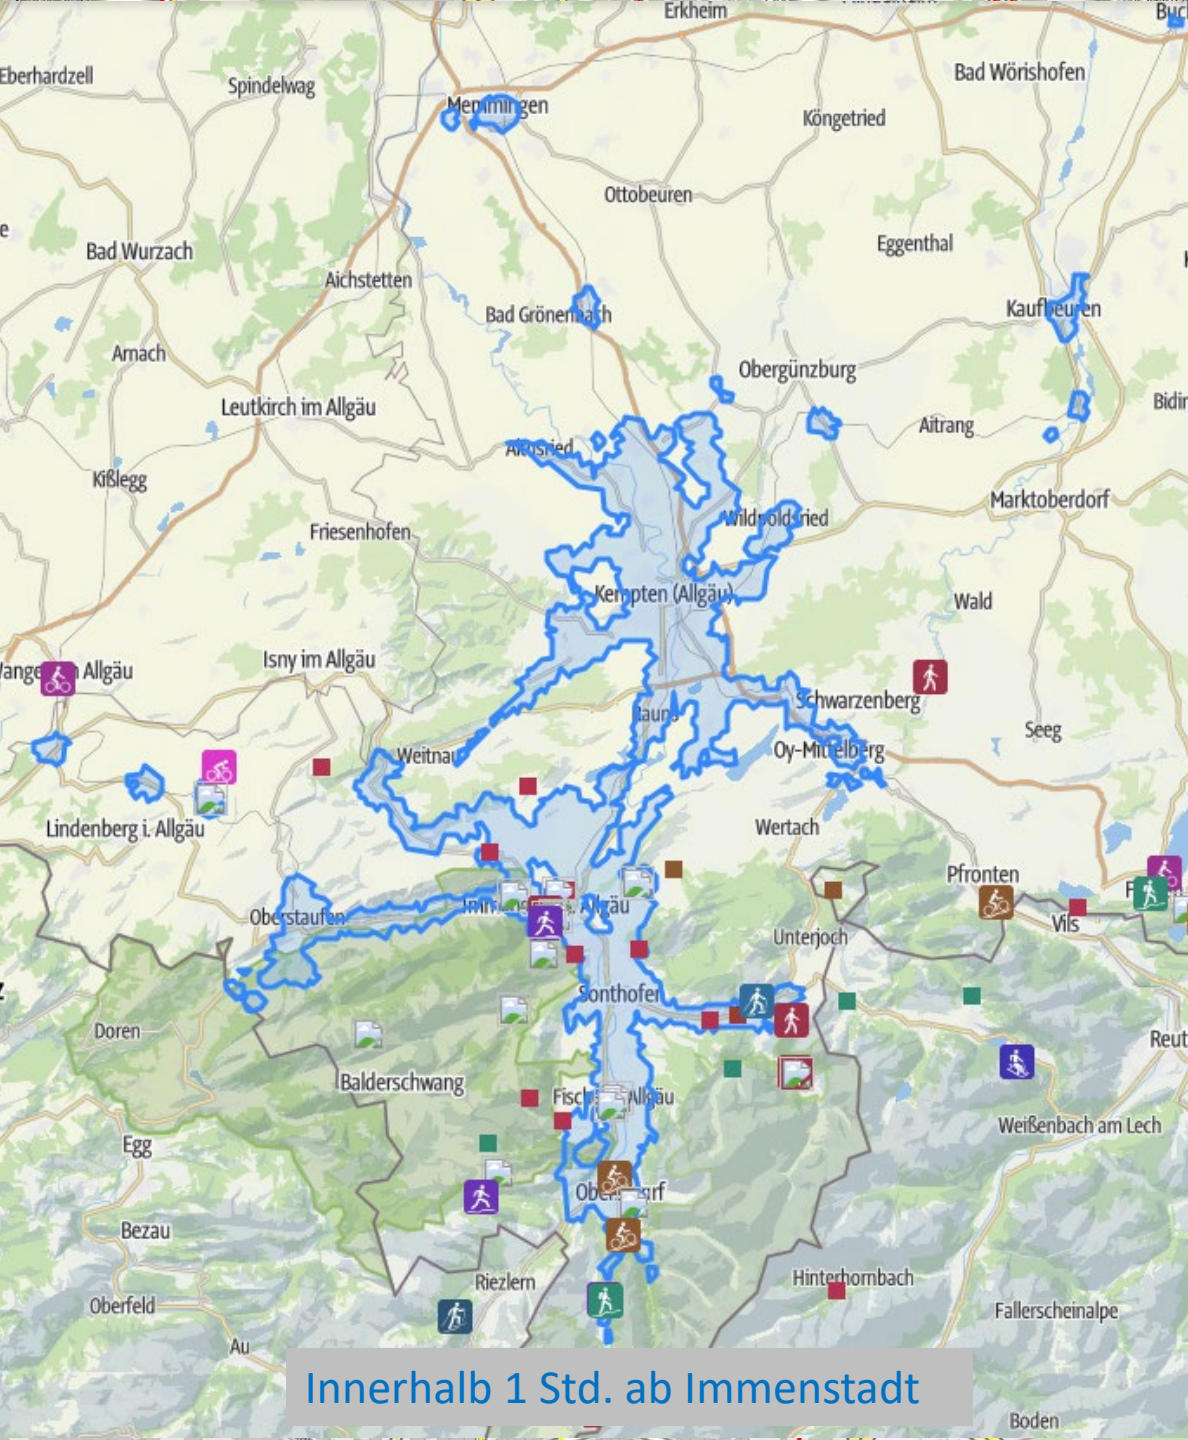 Erkheim
Eberhardzell
Spindelwag
Bad Wörishofen
Memmingen
Köngetried
Ottobeuren
Eggenthal
Bad Wurzach
Aichstetten
Bad Grönenbach
Kaufbeuren
Arnach
Obergünzburg
Leutkirch im Allgäu
Aitrang
Altusried
Kißlegg
Marktoberdorf
Friesenhofen
Wildpoldsried
Kempten (Allgäu)
Wald
Isny im Allgäu
Allgäu
Schwarzenberg
Seeg
Weitnau
Oy-Mittelberg
Lindenberg i. Allgäu
Wertach
Pfronten
Allgäu
Oberstaufen
Vils
Unterjoch
Sonthofen
Doren
Balderschwang
Allgäu
Weißenbach am Lech
Egg
Bezau
Riezlern
Hinterhornbach
Oberfeld
Fallerscheinalpe
Au
Innerhalb 1 Std. ab Immenstadt
Boden